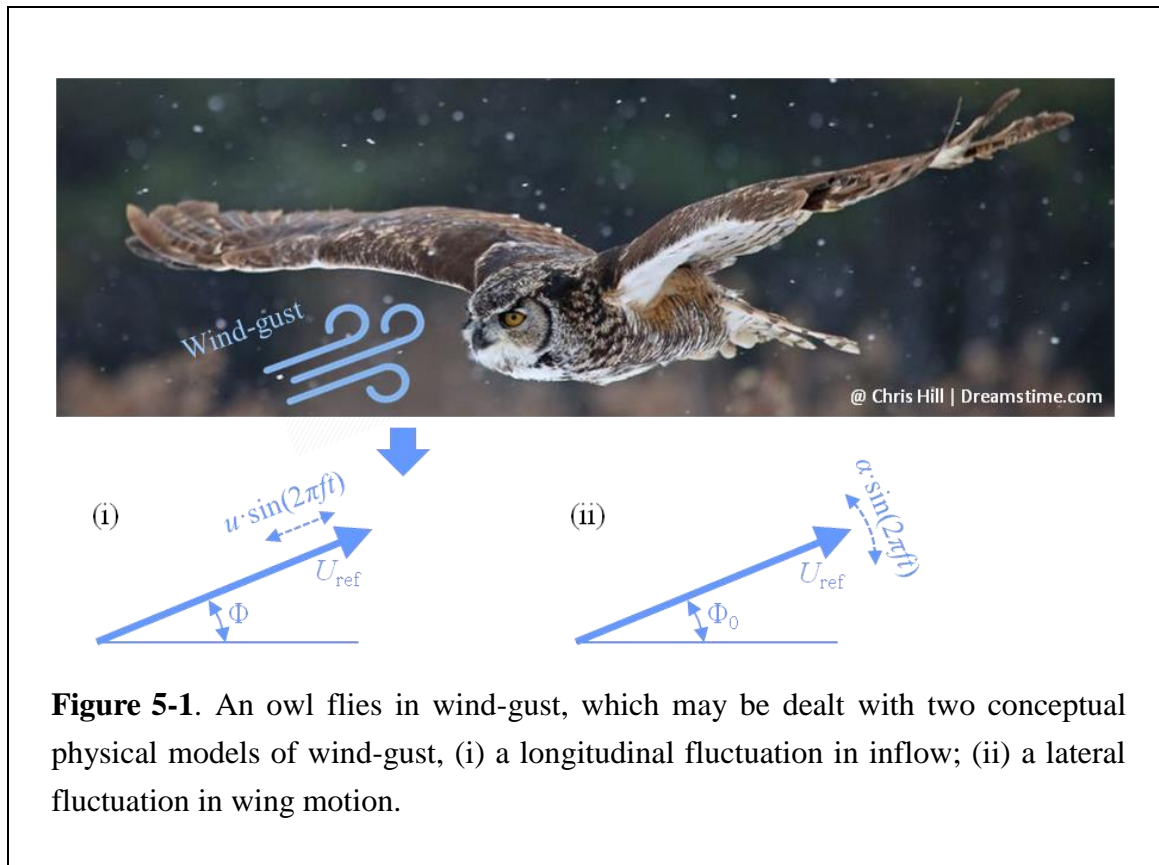 Wind-gust
@ Chris Hill | Dreamstime.com
(i)
u·sin(2πft)
U_ref
Φ
(ii)
α·sin(2πft)
U_ref
Φ_0
Figure 5-1. An owl flies in wind-gust, which may be dealt with two conceptual
physical models of wind-gust, (i) a longitudinal fluctuation in inflow; (ii) a lateral
fluctuation in wing motion.